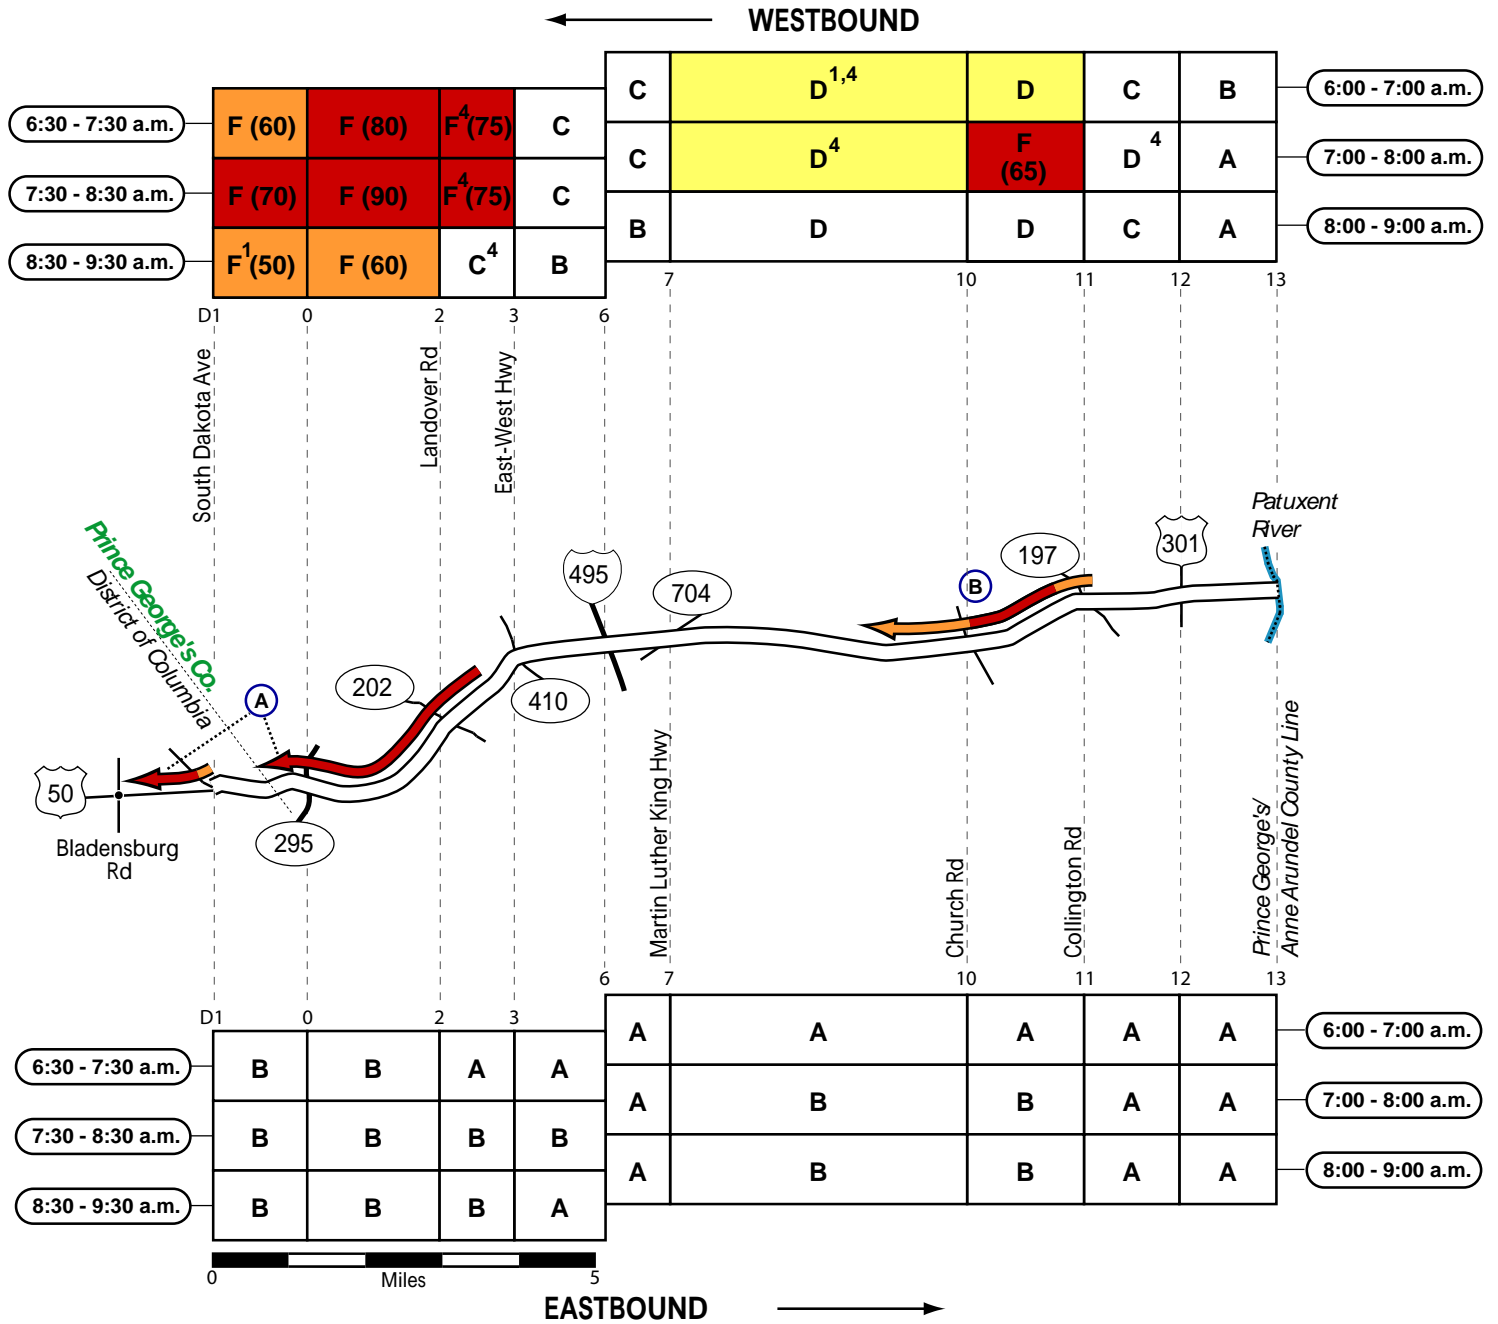 WESTBOUND
C D1,4 D C B 6:00 - 7:00 a.m.
6:30 - 7:30 a.m. F (60) F (80) F4(75) C
C D4 F (65) D4 A 7:00 - 8:00 a.m.
7:30 - 8:30 a.m. F (70) F (90) F4(75) C
B D D C A 8:00 - 9:00 a.m.
8:30 - 9:30 a.m. F1(50) F (60) C4 B
7 10 11 12 13
D1 0 2 3 6
South Dakota Ave
Landover Rd
East-West Hwy
Patuxent
River
Prince George's Co.
District of Columbia
301
197
495
704
B
202
410
A
50
295
Bladensburg
Rd
Martin Luther King Hwy
Church Rd
Collington Rd
Prince George's/
Anne Arundel County Line
6 7 10 11 12 13
D1 0 2 3
A A A A A 6:00 - 7:00 a.m.
6:30 - 7:30 a.m. B B A A
A B B A A 7:00 - 8:00 a.m.
7:30 - 8:30 a.m. B B B B
A B B A A 8:00 - 9:00 a.m.
8:30 - 9:30 a.m. B B B A
0 Miles 5
EASTBOUND